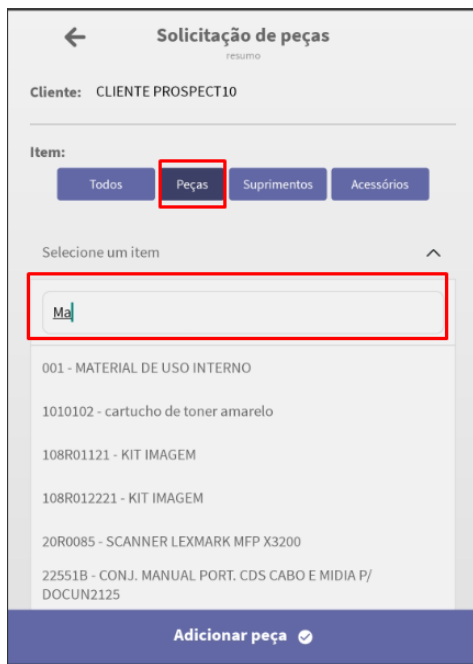 Solicitação de peças
resumo
Cliente: CLIENTE PROSPECT10
Item:
Todos Peças Suprimentos Acessórios
Selecione um item
Ma
001 - MATERIAL DE USO INTERNO
1010102 - cartucho de toner amarelo
108R01121 - KIT IMAGEM
108R012221 - KIT IMAGEM
20R0085 - SCANNER LEXMARK MFP X3200
22551B - CONJ. MANUAL PORT. CDS CABO E MIDIA P/
DOCUN2125
Adicionar peça